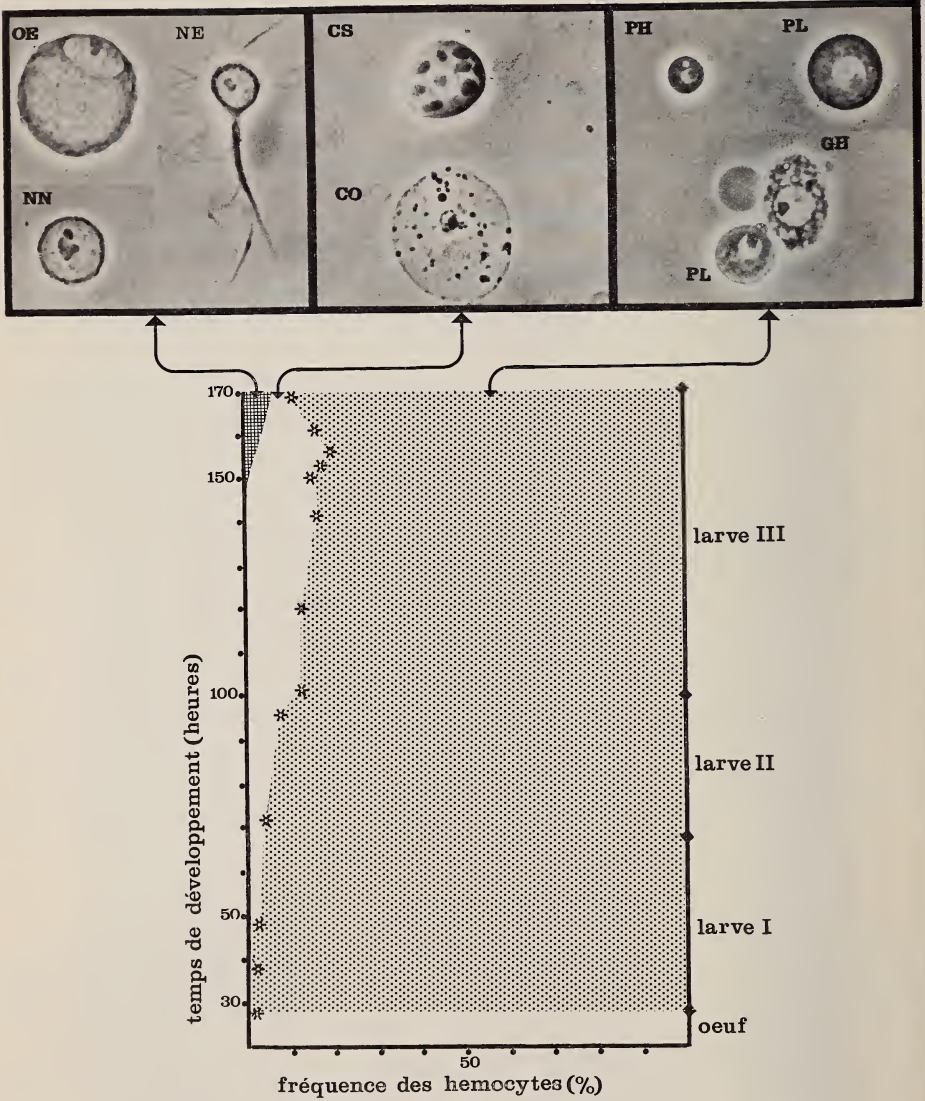 OE
NE
NN
CS
CO
PH
PL
GH
PL
170
150
100
50
30
temps de développement (heures)
larve III
larve II
larve I
oeuf
50
fréquence des hemocytes (%)